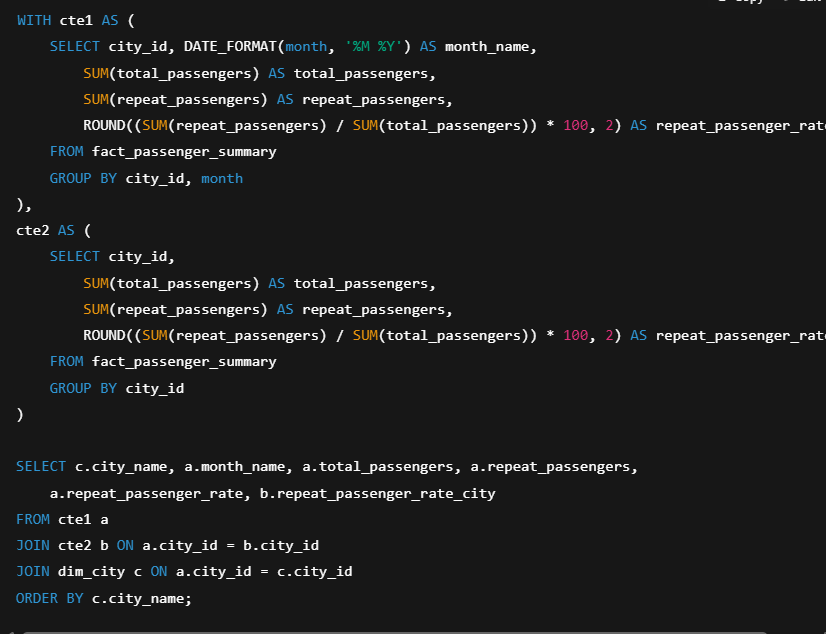 WITH cte1 AS (
    SELECT city_id, DATE_FORMAT(month, '%M %Y') AS month_name,
        SUM(total_passengers) AS total_passengers,
        SUM(repeat_passengers) AS repeat_passengers,
        ROUND((SUM(repeat_passengers) / SUM(total_passengers)) * 100, 2) AS repeat_passenger_rate
    FROM fact_passenger_summary
    GROUP BY city_id, month
),
cte2 AS (
    SELECT city_id,
        SUM(total_passengers) AS total_passengers,
        SUM(repeat_passengers) AS repeat_passengers,
        ROUND((SUM(repeat_passengers) / SUM(total_passengers)) * 100, 2) AS repeat_passenger_rate
    FROM fact_passenger_summary
    GROUP BY city_id
)

SELECT c.city_name, a.month_name, a.total_passengers, a.repeat_passengers,
    a.repeat_passenger_rate, b.repeat_passenger_rate_city
FROM cte1 a
JOIN cte2 b ON a.city_id = b.city_id
JOIN dim_city c ON a.city_id = c.city_id
ORDER BY c.city_name;